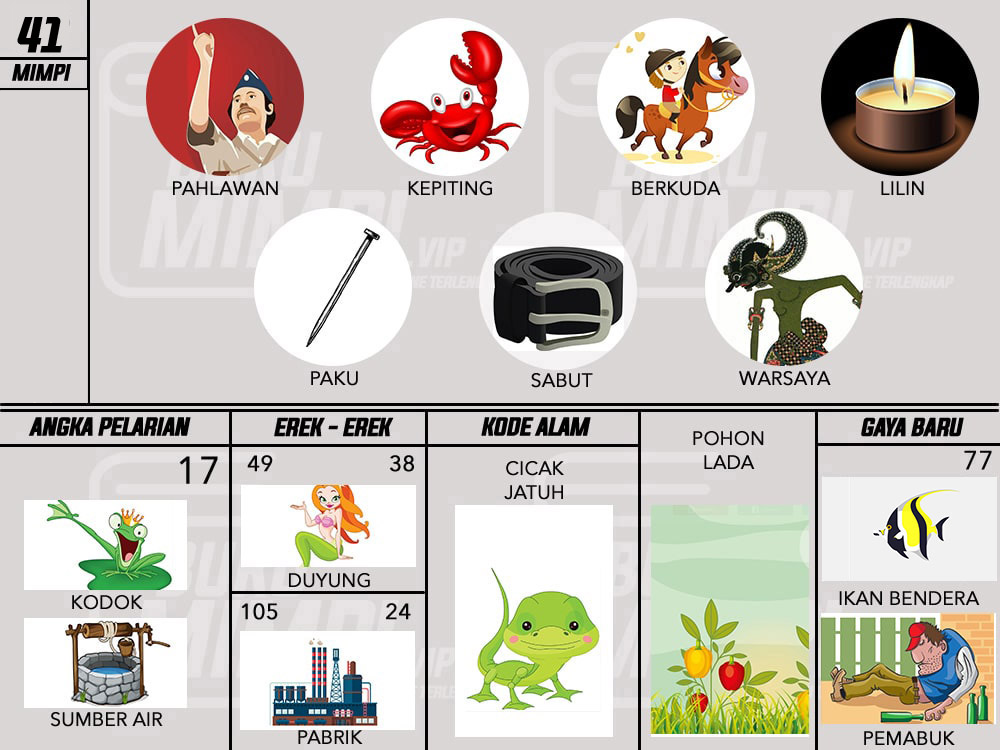 41
MIMPI
PAHLAWAN
KEPITING
BERKUDA
LILIN
PAKU
SABUT
WARSAYA
ANGKA PELARIAN
17
KODOK
SUMBER AIR
EREK - EREK
49 38
DUYUNG
105 24
PABRIK
KODE ALAM
CICAK
JATUH
POHON
LADA
GAYA BARU
77
IKAN BENDERA
PEMABUK